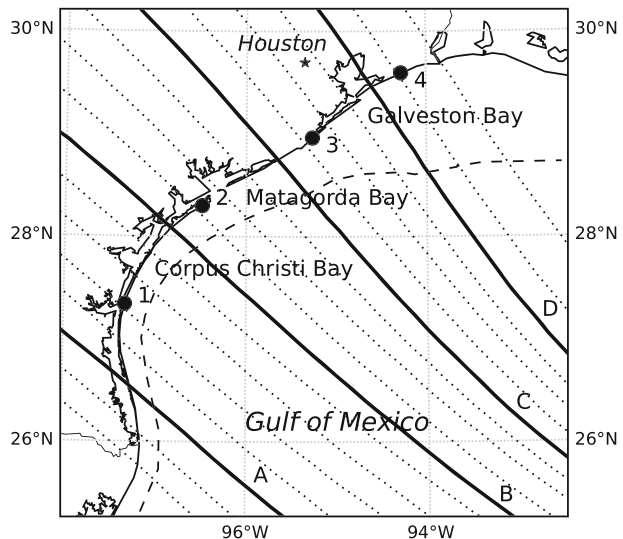 30°N 30°N
Houston
4
Galveston Bay
3
2 Matagorda Bay
28°N 28°N
Corpus Christi Bay
1
D
C
Gulf of Mexico
26°N 26°N
A
B
96°W 94°W